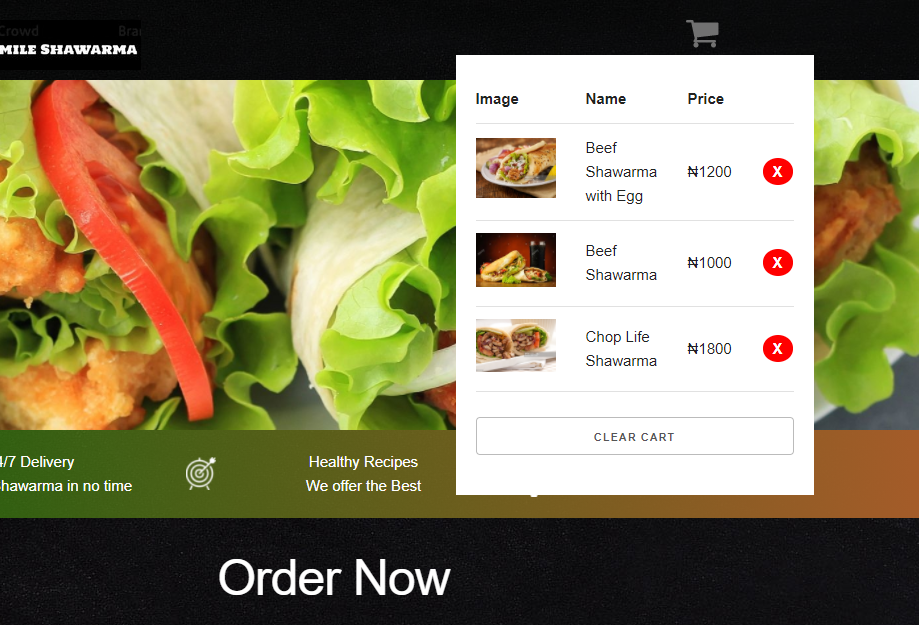 Crowd Bra
MILE SHAWARMA
Image Name Price
Beef
Shawarma
with Egg
₦1200
X
Beef
Shawarma
₦1000
X
Chop Life
Shawarma
₦1800
X
CLEAR CART
4/7 Delivery
hawarma in no time
Healthy Recipes
We offer the Best
Order Now